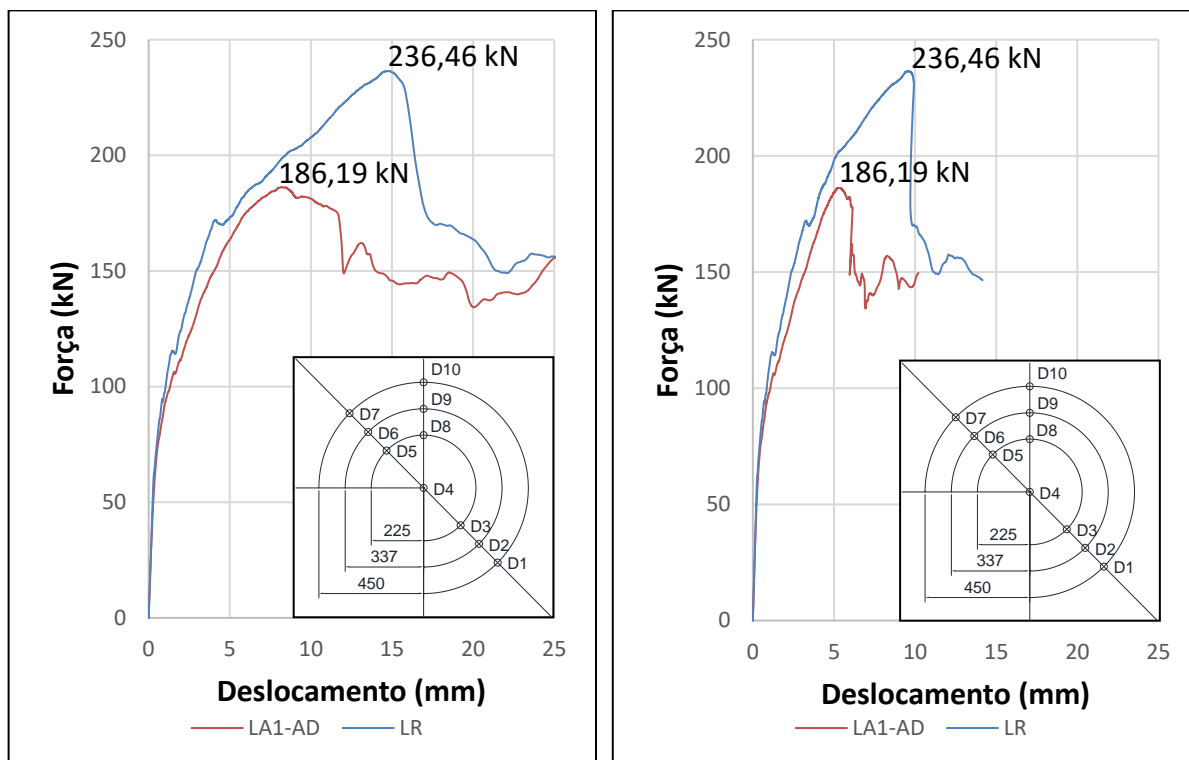 250
200
150
100
50
0
Força (kN)
236,46 kN
186,19 kN
D10
D9
D8
D7
D6
D5
D4
D3
D2
D1
225
337
450
0 5 10 15 20 25
Deslocamento (mm)
LA1-AD LR
250
200
150
100
50
0
Força (kN)
236,46 kN
186,19 kN
D10
D9
D8
D7
D6
D5
D4
D3
D2
D1
225
337
450
0 5 10 15 20 25
Deslocamento (mm)
LA1-AD LR